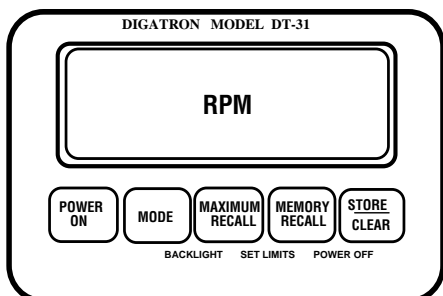 DIGATRON MODEL DT-31
RPM
POWER
ON
MODE
MAXIMUM
RECALL
MEMORY
RECALL
STORE
CLEAR
BACKLIGHT SET LIMITS POWER OFF